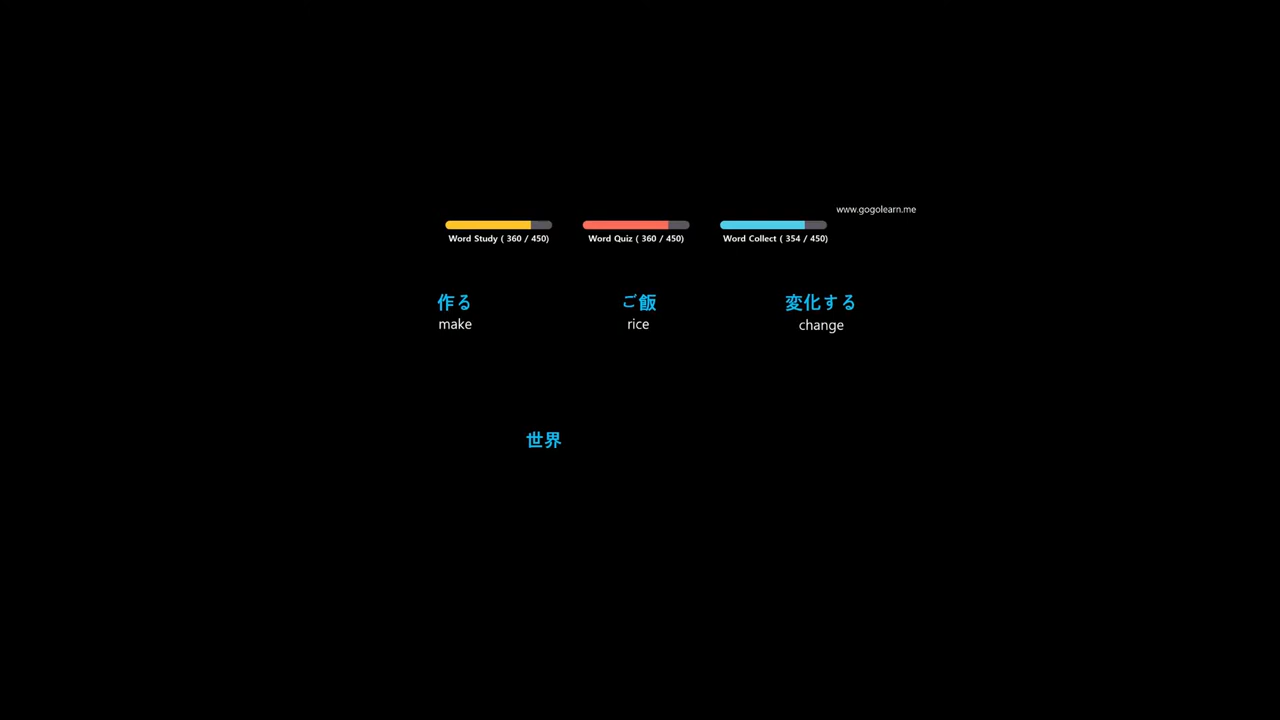 www.gogolearn.me
Word Study ( 360 / 450)
Word Quiz ( 360 / 450)
Word Collect ( 354 / 450)
作る
make
ご飯
rice
変化する
change
世界